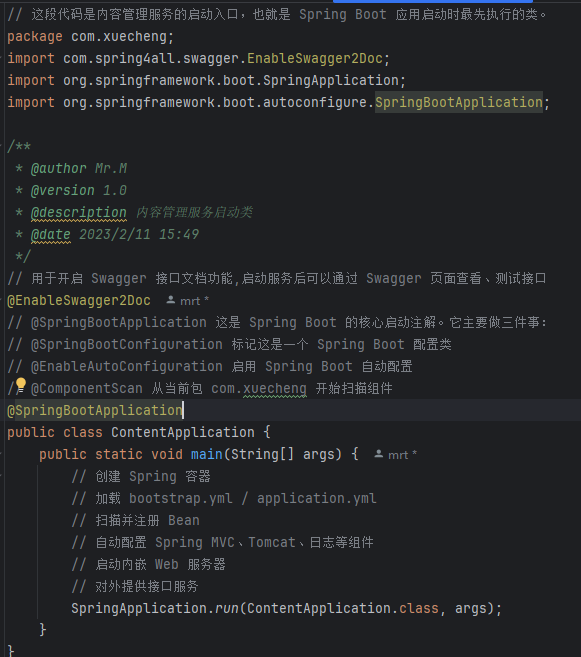 // 这段代码是内容管理服务的启动入口，也就是 Spring Boot 应用启动时最先执行的类。
package com.xuecheng;
import com.spring4all.swagger.EnableSwagger2Doc;
import org.springframework.boot.SpringApplication;
import org.springframework.boot.autoconfigure.SpringBootApplication;
/**
 * @author Mr.M
 * @version 1.0
 * @description 内容管理服务启动类
 * @date 2023/2/11 15:49
 */
// 用于开启 Swagger 接口文档功能,启动服务后可以通过 Swagger 页面查看、测试接口
@EnableSwagger2Doc mrt *
// @SpringBootApplication 这是 Spring Boot 的核心启动注解。它主要做三件事：
// @SpringBootConfiguration 标记这是一个 Spring Boot 配置类
// @EnableAutoConfiguration 启用 Spring Boot 自动配置
// @ComponentScan 从当前包 com.xuecheng 开始扫描组件
@SpringBootApplication
public class ContentApplication {
    public static void main(String[] args) { mrt *
        // 创建 Spring 容器
        // 加载 bootstrap.yml / application.yml
        // 扫描并注册 Bean
        // 自动配置 Spring MVC、Tomcat、日志等组件
        // 启动内嵌 Web 服务器
        // 对外提供接口服务
        SpringApplication.run(ContentApplication.class, args);
    }
}